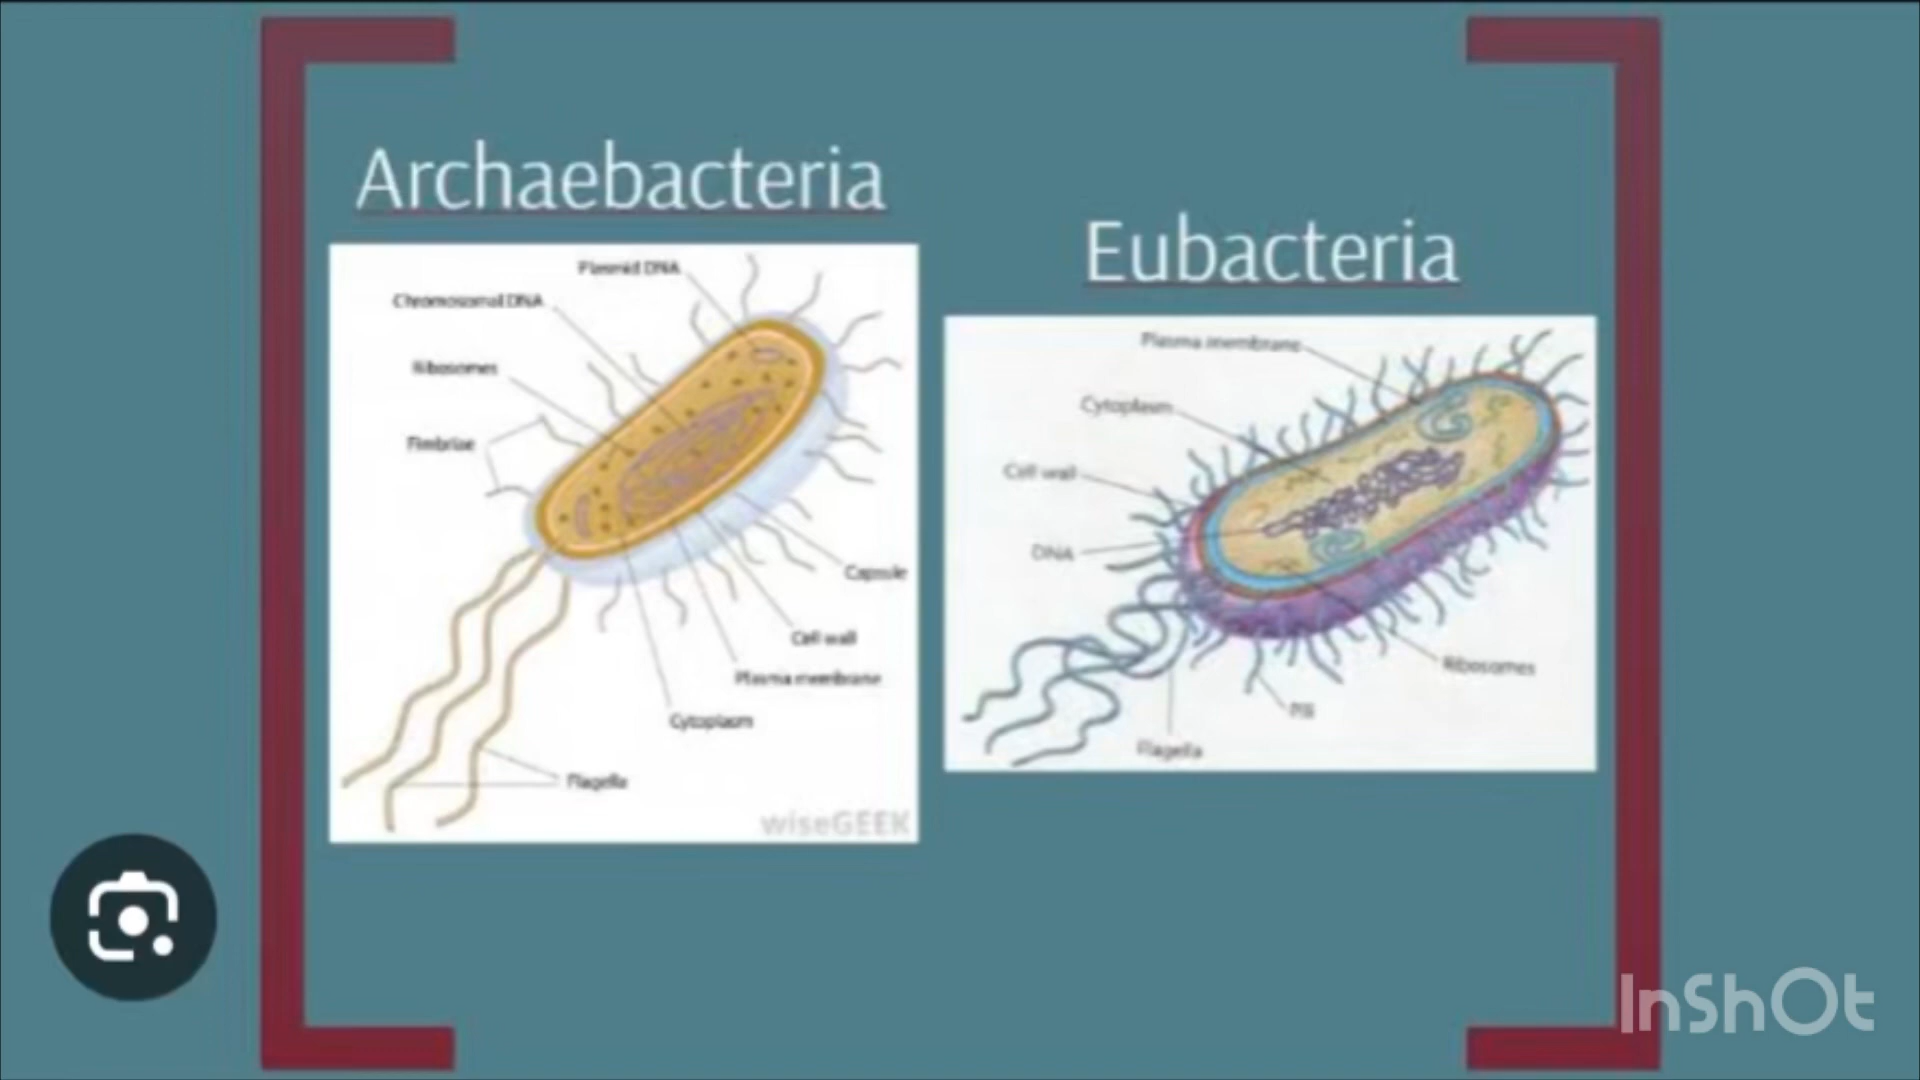 Archaebacteria
Plasmid DNA
Chromosomal DNA
Ribosomes
Fimbriae
Capsule
Cell wall
Plasma membrane
Cytoplasm
Flagella
wiseGEEK
Eubacteria
Plasma membrane
Cytoplasm
Cell wall
DNA
Ribosomes
Pili
Flagella
InShOt